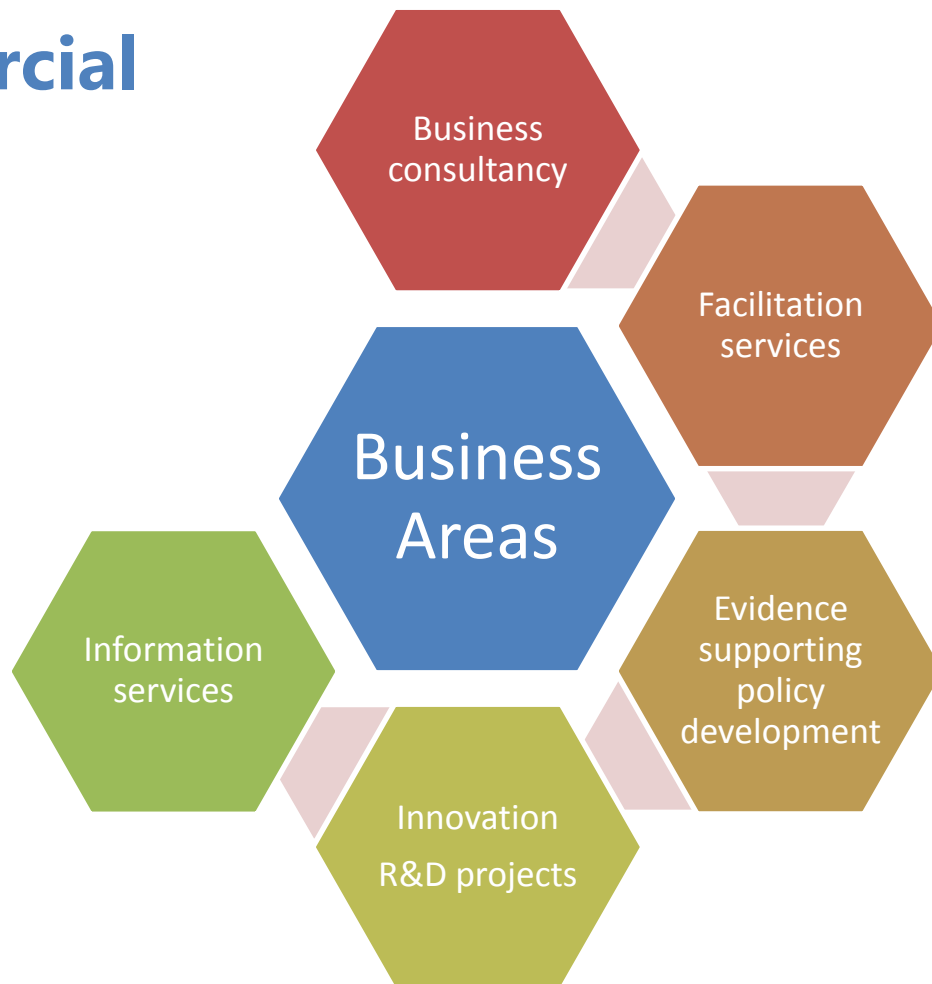 rcial
Business
consultancy
Facilitation
services
Business
Areas
Evidence
supporting
policy
development
Information
services
Innovation
R&D projects